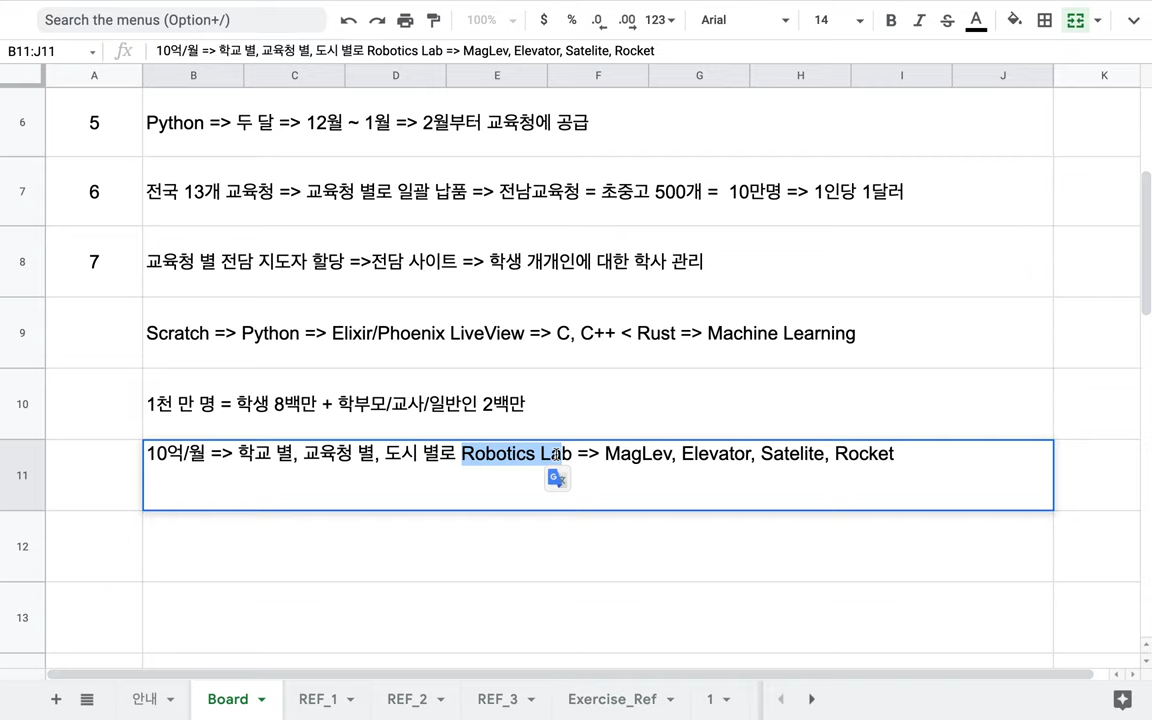 Search the menus (Option+/)
100%
$
%
.0
.00
123
Arial
14
B
I
S
A
B11:J11
fx
10억/월 => 학교 별, 교육청 별, 도시 별로 Robotics Lab => MagLev, Elevator, Satelite, Rocket
A B C D E F G H I J K
6 5 Python => 두 달 => 12월 ~ 1월 => 2월부터 교육청에 공급
7 6 전국 13개 교육청 => 교육청 별로 일괄 납품 => 전남교육청 = 초중고 500개 = 10만명 => 1인당 1달러
8 7 교육청 별 전담 지도자 할당 =>전담 사이트 => 학생 개개인에 대한 학사 관리
9 Scratch => Python => Elixir/Phoenix LiveView => C, C++ < Rust => Machine Learning
10 1천 만 명 = 학생 8백만 + 학부모/교사/일반인 2백만
11 10억/월 => 학교 별, 교육청 별, 도시 별로 Robotics Lab => MagLev, Elevator, Satelite, Rocket
12
13
안내 Board REF_1 REF_2 REF_3 Exercise_Ref 1